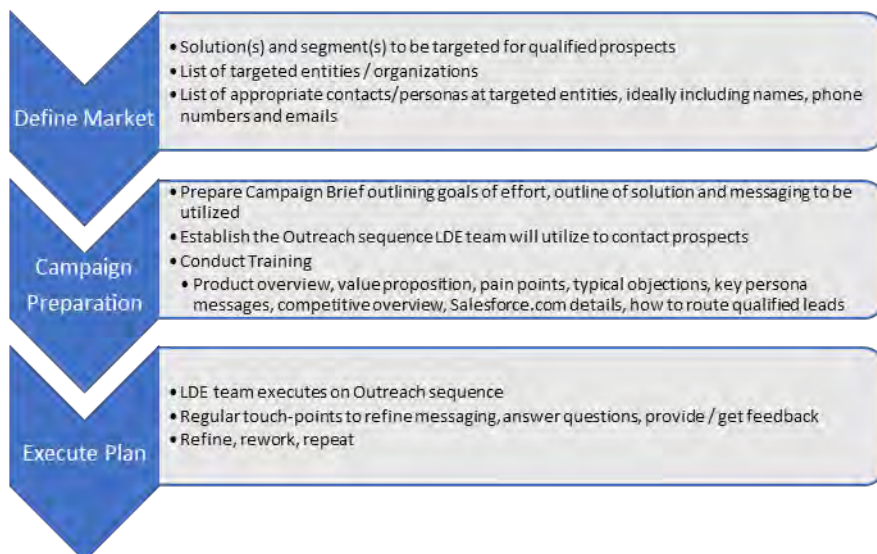 Define Market
• Solution(s) and segment(s) to be targeted for qualified prospects
• List of targeted entities / organizations
• List of appropriate contacts/personas at targeted entities, ideally including names, phone
numbers and emails
Campaign
Preparation
• Prepare Campaign Brief outlining goals of effort, outline of solution and messaging to be
utilized
• Establish the Outreach sequence LDE team will utilize to contact prospects
• Conduct Training
• Product overview, value proposition, pain points, typical objections, key persona
messages, competitive overview, Salesforce.com details, how to route qualified leads
Execute Plan
• LDE team executes on Outreach sequence
• Regular touch-points to refine messaging, answer questions, provide / get feedback
• Refine, rework, repeat